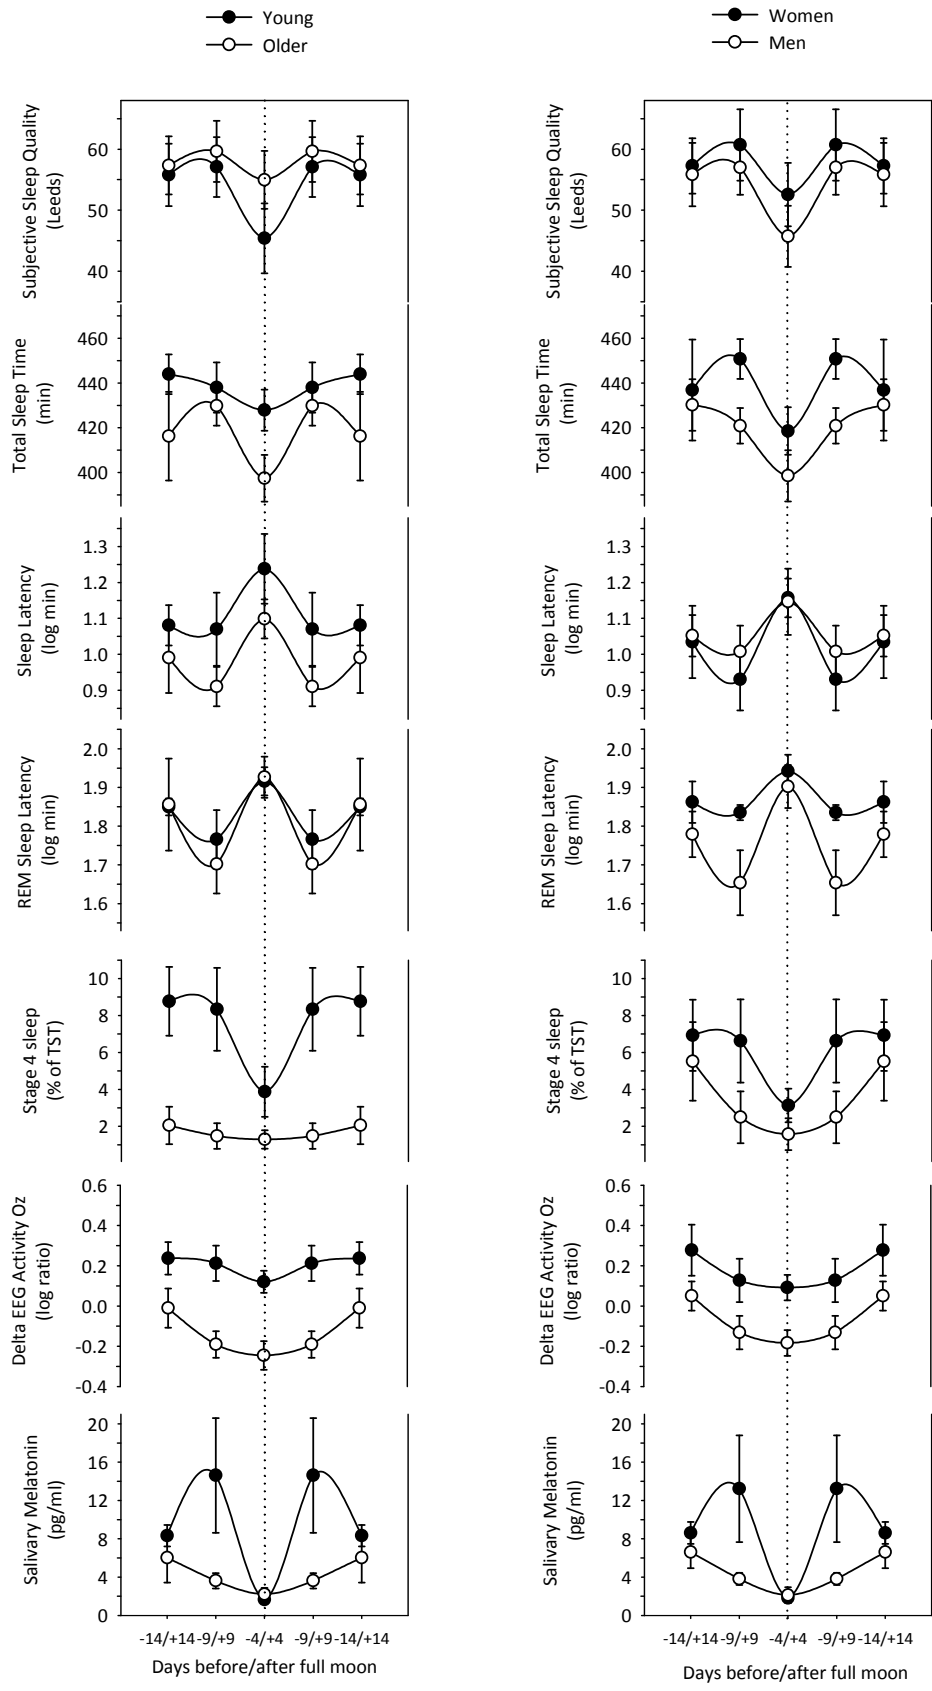 Young
Older
Women
Men
Subjective Sleep Quality
(Leeds)
60
50
40
Subjective Sleep Quality
(Leeds)
60
50
40
Total Sleep Time
(min)
460
440
420
400
Total Sleep Time
(min)
460
440
420
400
Sleep Latency
(log min)
1.3
1.2
1.1
1.0
0.9
Sleep Latency
(log min)
1.3
1.2
1.1
1.0
0.9
REM Sleep Latency
(log min)
2.0
1.9
1.8
1.7
1.6
REM Sleep Latency
(log min)
2.0
1.9
1.8
1.7
1.6
Stage 4 sleep
(% of TST)
10
8
6
4
2
Stage 4 sleep
(% of TST)
10
8
6
4
2
Delta EEG Activity Oz
(log ratio)
0.6
0.4
0.2
0.0
-0.2
-0.4
Delta EEG Activity Oz
(log ratio)
0.6
0.4
0.2
0.0
-0.2
-0.4
Salivary Melatonin
(pg/ml)
20
16
12
8
4
0
Salivary Melatonin
(pg/ml)
20
16
12
8
4
0
-14/+14 -9/+9 -4/+4 -9/+9 -14/+14
Days before/after full moon
-14/+14 -9/+9 -4/+4 -9/+9 -14/+14
Days before/after full moon